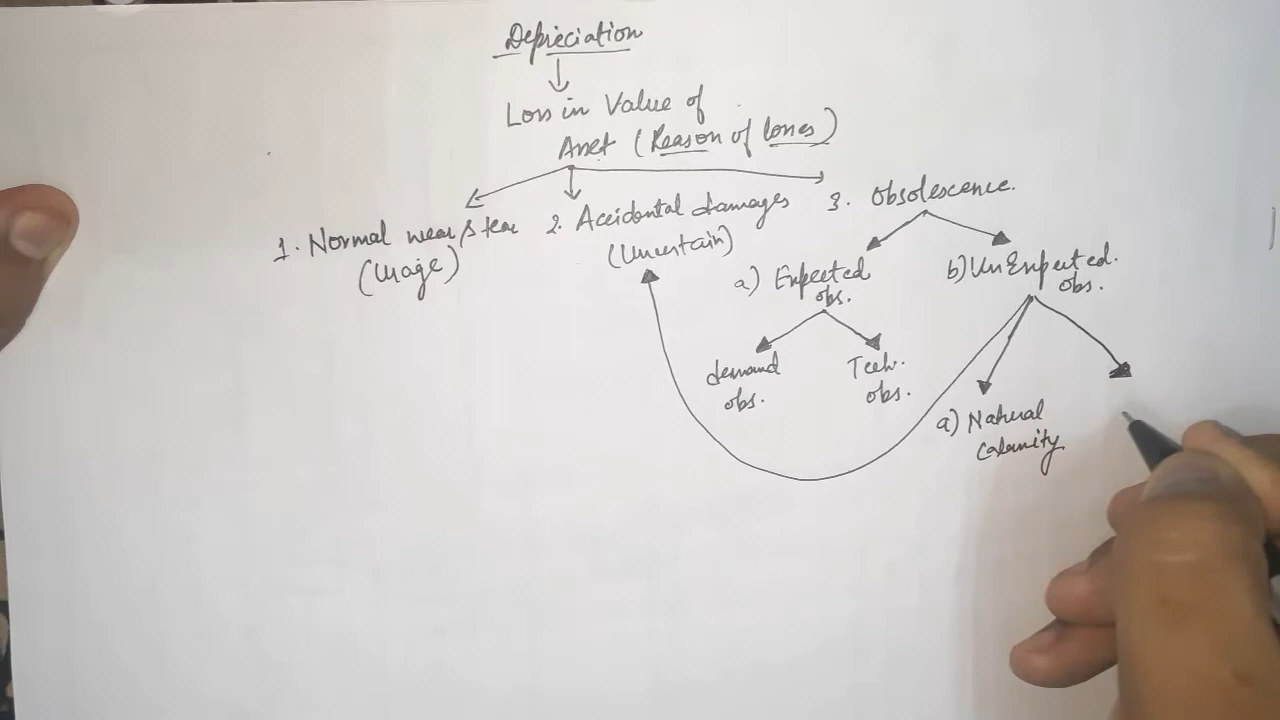 Depreciation
Loss in Value of
Asset (Reason of losses)
1. Normal wear & tear
(Usage)
2. Accidental damages
(Uncertain)
3. Obsolescence.
a) Expected
obs.
b) UnExpected.
obs.
demand
obs.
Tech.
obs.
a) Natural
Calamity